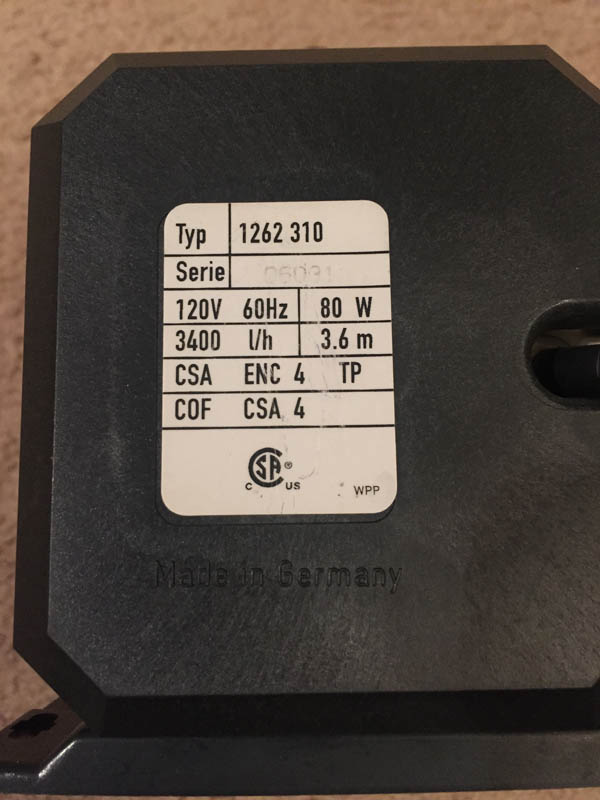 Typ 1262 310
Serie
120V 60Hz 80 W
3400 l/h 3.6 m
CSA ENC 4 TP
COF CSA 4
CSA ®
C US
WPP
Made in Germany